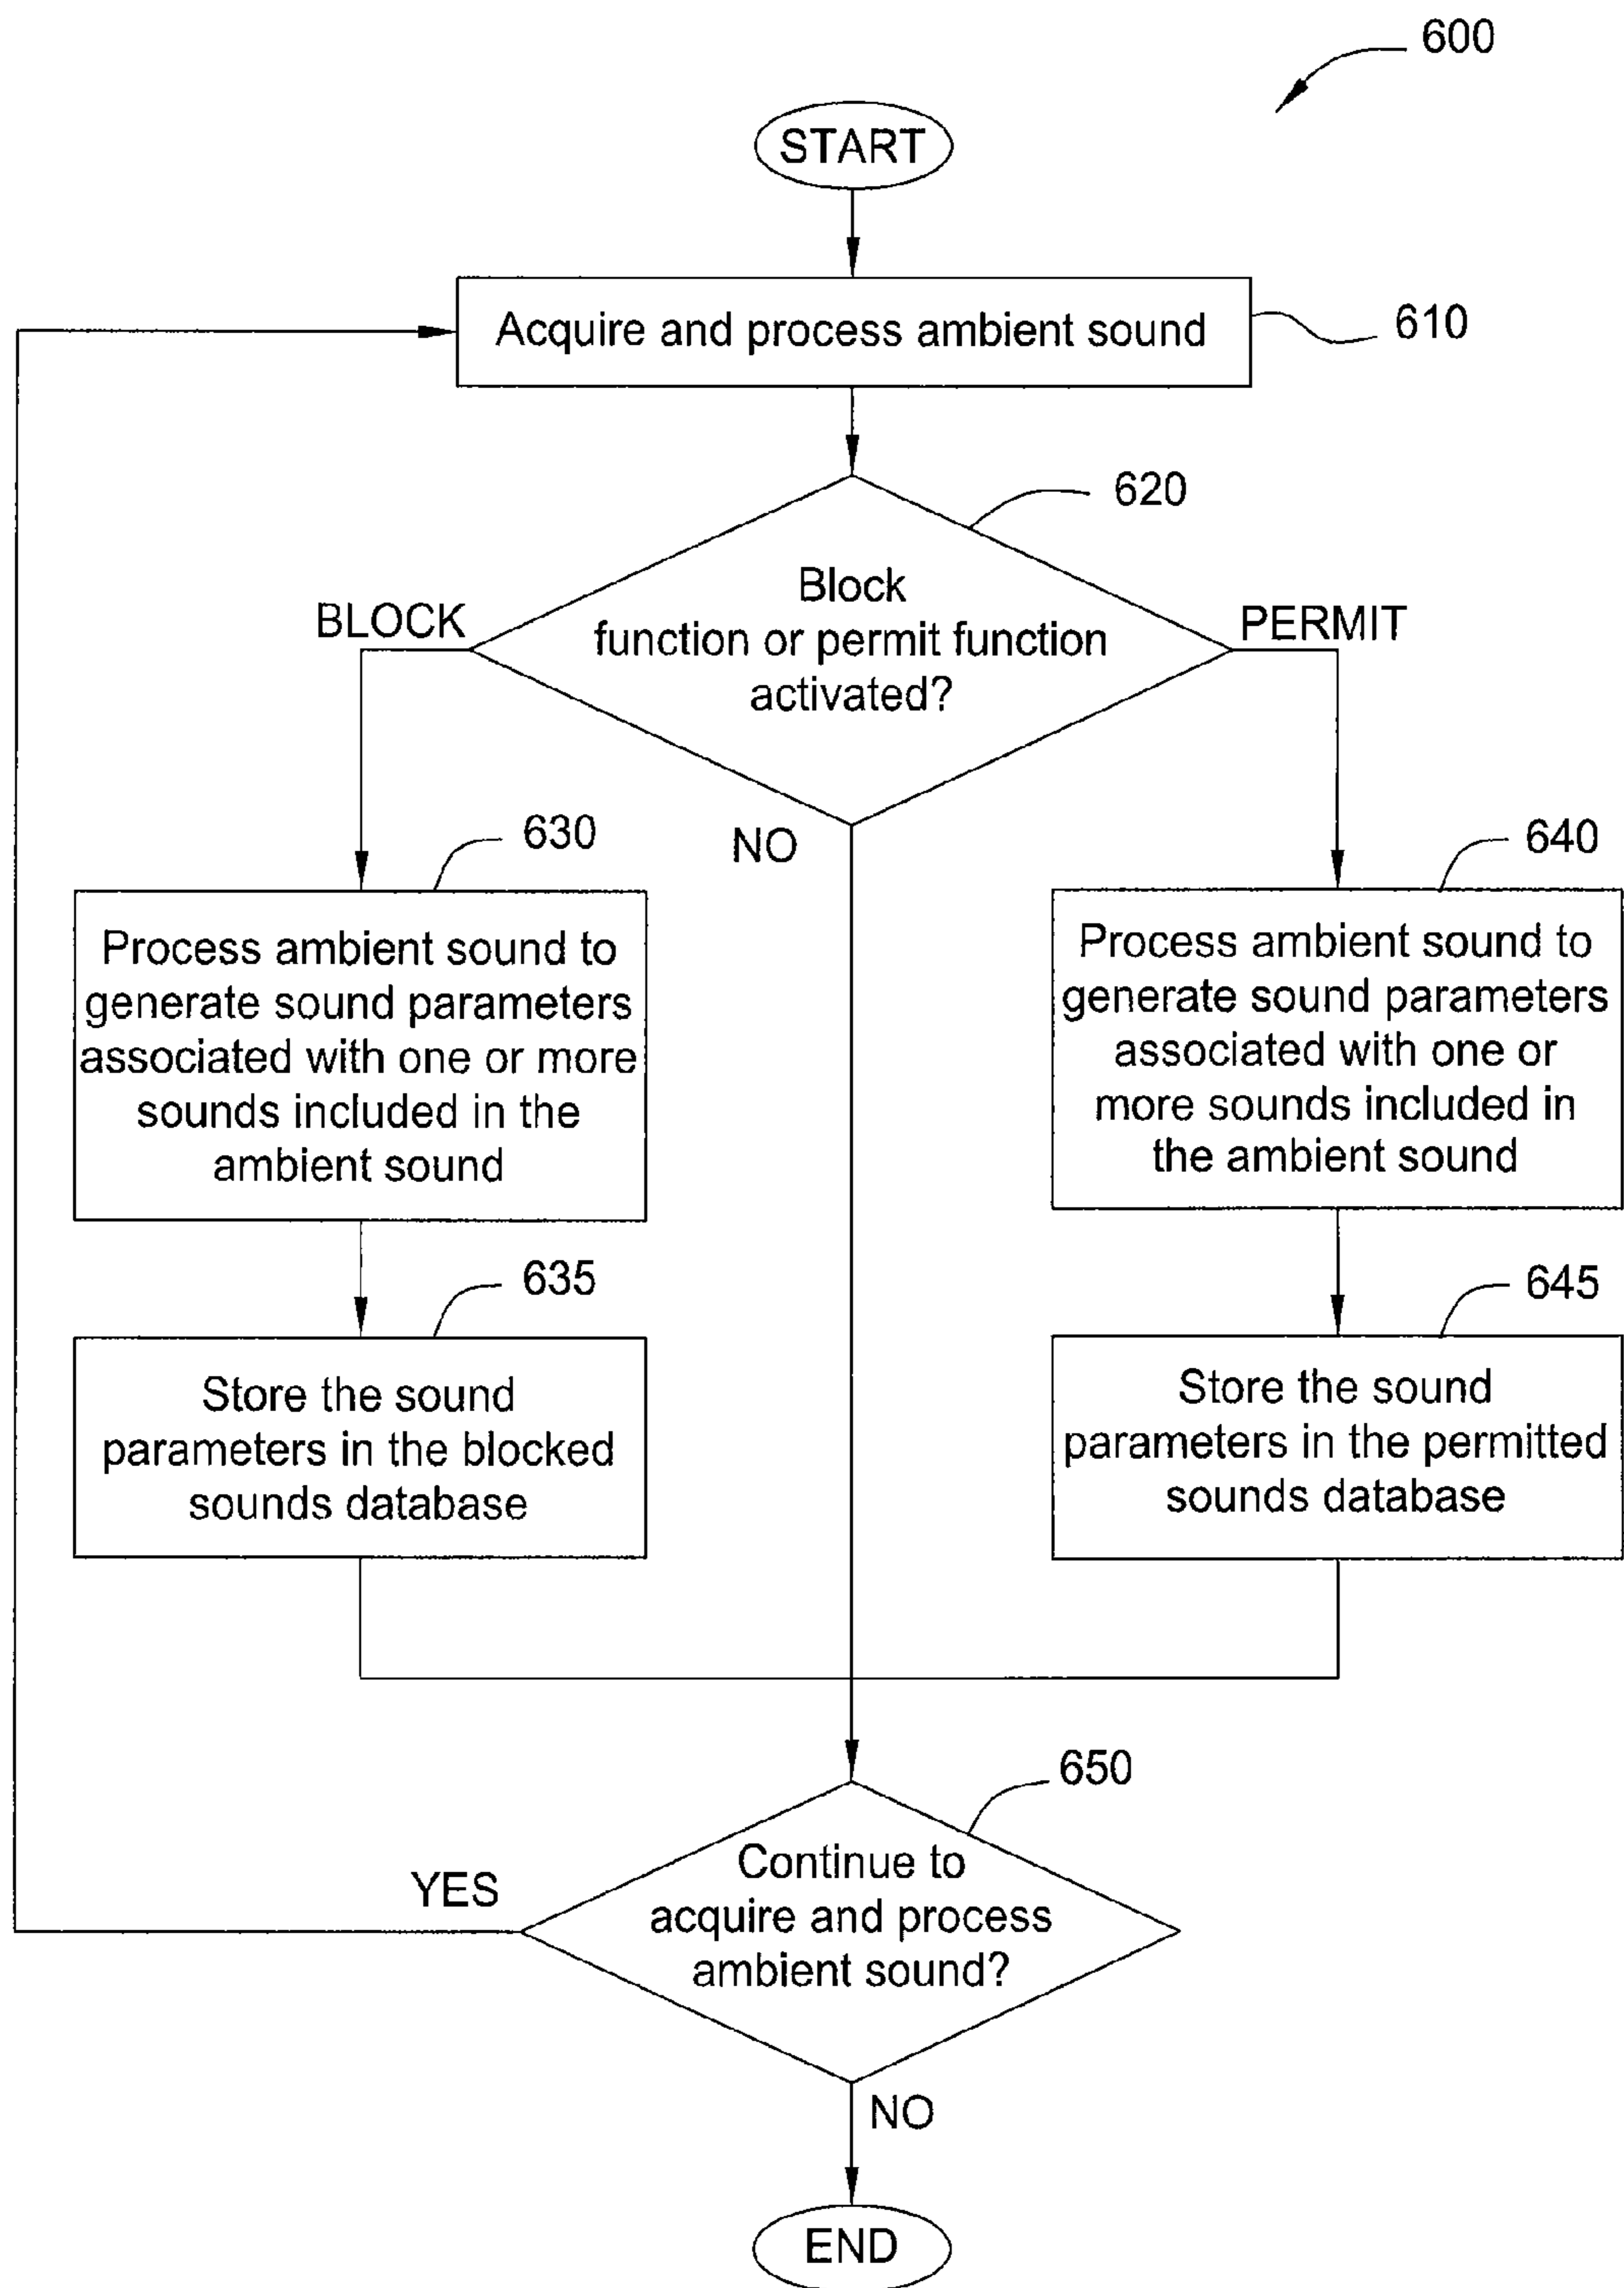 600
START
Acquire and process ambient sound
610
620
Block
function or permit function
activated?
BLOCK
PERMIT
NO
630
Process ambient sound to
generate sound parameters
associated with one or more
sounds included in the
ambient sound
640
Process ambient sound to
generate sound parameters
associated with one or
more sounds included in
the ambient sound
635
Store the sound
parameters in the blocked
sounds database
645
Store the sound
parameters in the permitted
sounds database
650
Continue to
acquire and process
ambient sound?
YES
NO
END